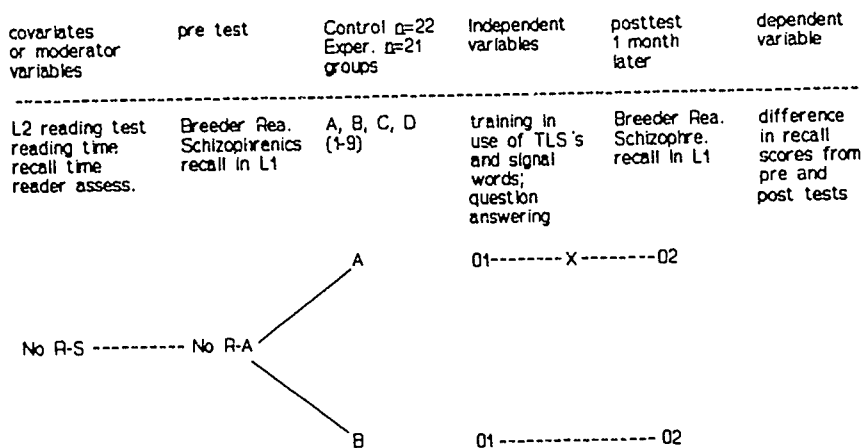 covariates or moderator variables
pre test
Control n=22 Exper. n=21 groups
Independent variables
posttest 1 month later
dependent variable
L2 reading test reading time recall time reader assess.
Breeder Rea. Schizophrenics recall in L1
A, B, C, D (1-9)
training in use of TLS's and signal words; question answering
Breeder Rea. Schizophre. recall in L1
difference in recall scores from pre and post tests
A 01--------X--------02
No R-S ---------- No R-A
B 01 ----------------- 02